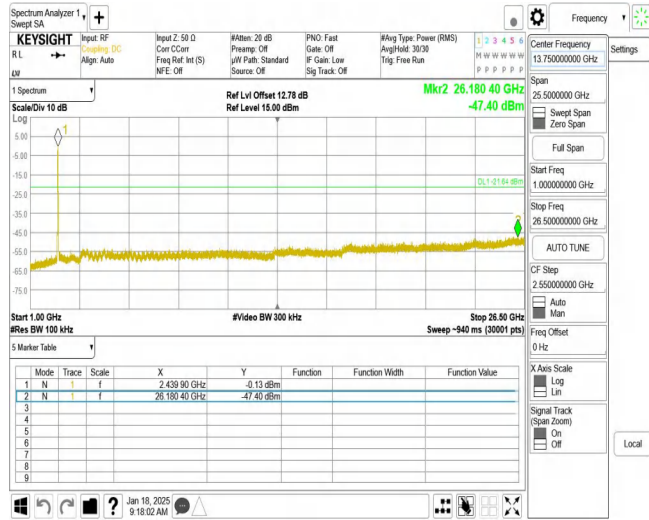 Spectrum Analyzer 1
Swept SA
KEYSIGHT
RL
Input: RF
Coupling: DC
Align: Auto
Input Z: 50 Ω
Corr CCorr
Freq Ref: Int (S)
NFE: Off
#Atten: 20 dB
Preamp: Off
µW Path: Standard
Source: Off
PNO: Fast
Gate: Off
IF Gain: Low
Sig Track: Off
#Avg Type: Power (RMS)
Avg|Hold: 30/30
Trig: Free Run
1 2 3 4 5 6
M W W W W W
P P P P P P
1 Spectrum
Scale/Div 10 dB
Log
Ref Lvl Offset 12.78 dB
Ref Level 15.00 dBm
Mkr2 26.180 40 GHz
-47.40 dBm
5.00
-5.00
-15.0
-25.0
-35.0
-45.0
-55.0
-65.0
-75.0
1
DL1 -21.64 dBm
Start 1.00 GHz
#Res BW 100 kHz
#Video BW 300 kHz
Stop 26.50 GHz
Sweep ~940 ms (30001 pts)
5 Marker Table
Mode Trace Scale X Y Function Function Width Function Value
1 N 1 f 2.439 90 GHz -0.13 dBm
2 N 1 f 26.180 40 GHz -47.40 dBm
3
4
5
6
7
8
9
?
Jan 18, 2025
9:18:02 AM
Frequency
Settings
Center Frequency
13.750000000 GHz
Span
25.5000000 GHz
Swept Span
Zero Span
Full Span
Start Freq
1.000000000 GHz
Stop Freq
26.500000000 GHz
AUTO TUNE
CF Step
2.550000000 GHz
Auto
Man
Freq Offset
0 Hz
X Axis Scale
Log
Lin
Signal Track
(Span Zoom)
On
Off
Local